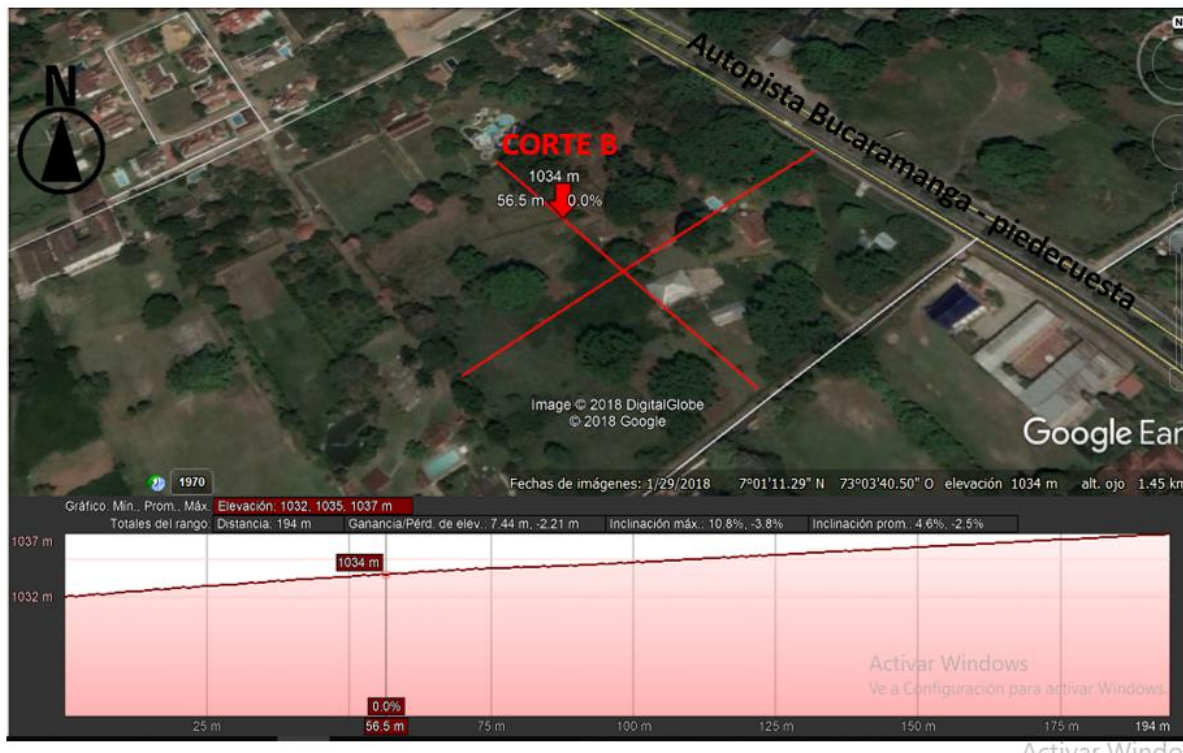 N
N
Autopista Bucaramanga - piedecuesta
CORTE B
1034 m
56.5 m 0.0%
Image © 2018 DigitalGlobe
© 2018 Google
Google Ear
1970
Fechas de imágenes: 1/29/2018 7°01'11.29" N 73°03'40.50" O elevación 1034 m alt. ojo 1.45 km
Gráfico: Mín., Prom., Máx. Elevación: 1032, 1035, 1037 m
Totales del rango: Distancia: 194 m Ganancia/Pérd. de elev.: 7.44 m, -2.21 m Inclinación máx.: 10.8%, -3.8% Inclinación prom.: 4.6%, -2.5%
1037 m
1034 m
1032 m
Activar Windows
Ve a Configuración para activar Windows.
0.0%
25 m 56.5 m 75 m 100 m 125 m 150 m 175 m 194 m
Activar Windo